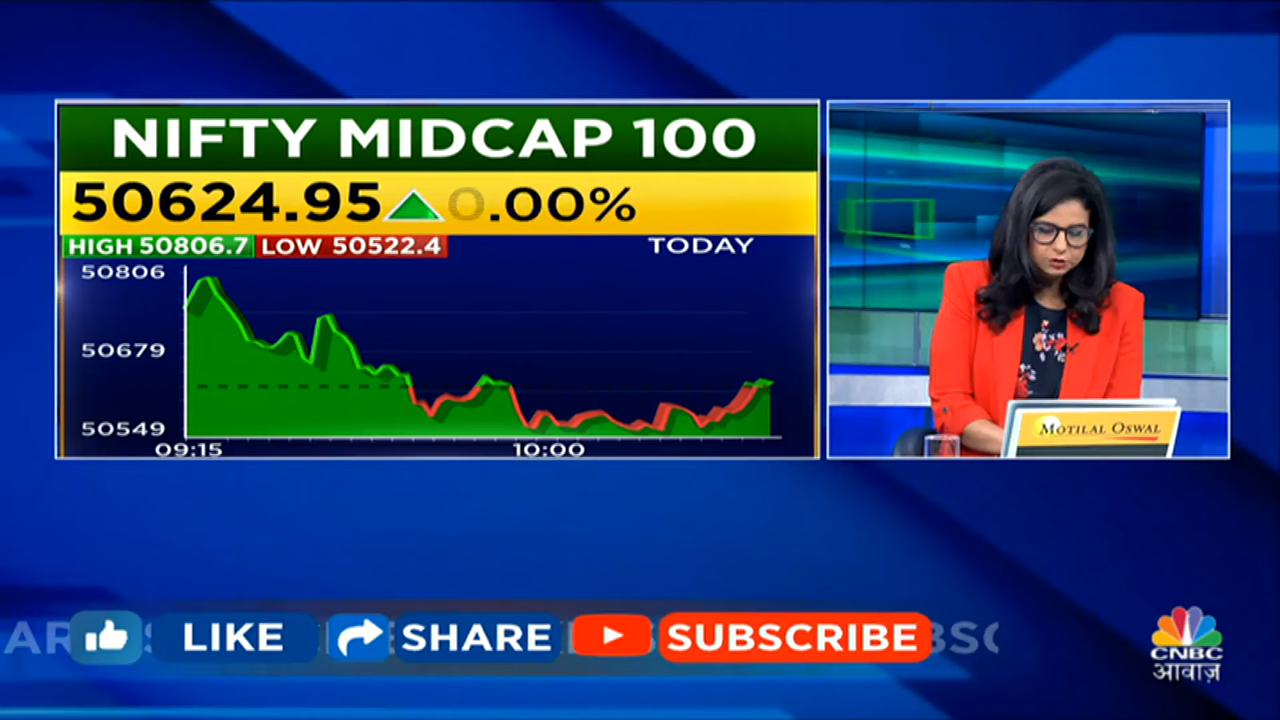 NIFTY MIDCAP 100
50624.95 0.00%
HIGH 50806.7 LOW 50522.4 TODAY
50806
50679
50549
09:15 10:00
MOTILAL OSWAL
LIKE SHARE SUBSCRIBE
CNBC
आवाज़